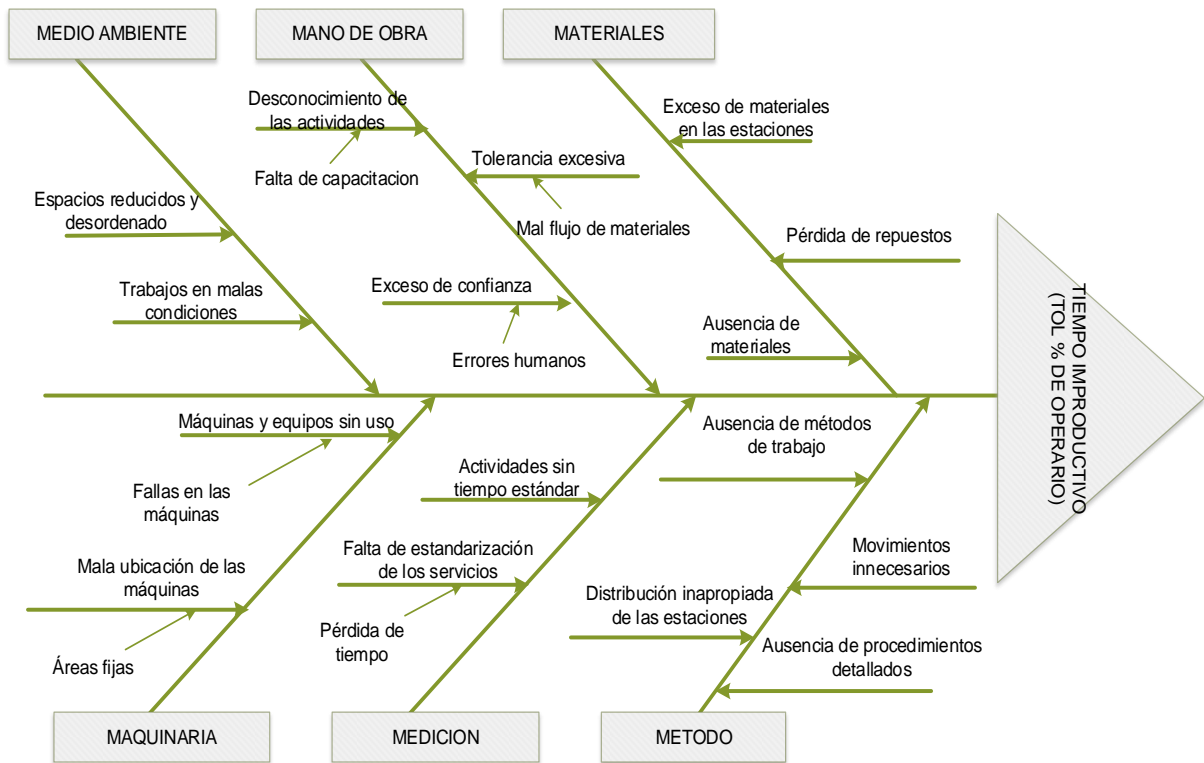 MEDIO AMBIENTE
MANO DE OBRA
MATERIALES
Desconocimiento de
las actividades
Falta de capacitacion
Tolerancia excesiva
Mal flujo de materiales
Exceso de confianza
Errores humanos
Exceso de materiales
en las estaciones
Pérdida de repuestos
Ausencia de
materiales
Espacios reducidos y
desordenado
Trabajos en malas
condiciones
TIEMPO IMPRODUCTIVO
(TOL % DE OPERARIO)
Máquinas y equipos sin uso
Fallas en las
máquinas
Mala ubicación de las
máquinas
Áreas fijas
Actividades sin
tiempo estándar
Falta de estandarización
de los servicios
Pérdida de
tiempo
Ausencia de métodos
de trabajo
Movimientos
innecesarios
Distribución inapropiada
de las estaciones
Ausencia de procedimientos
detallados
MAQUINARIA
MEDICION
METODO